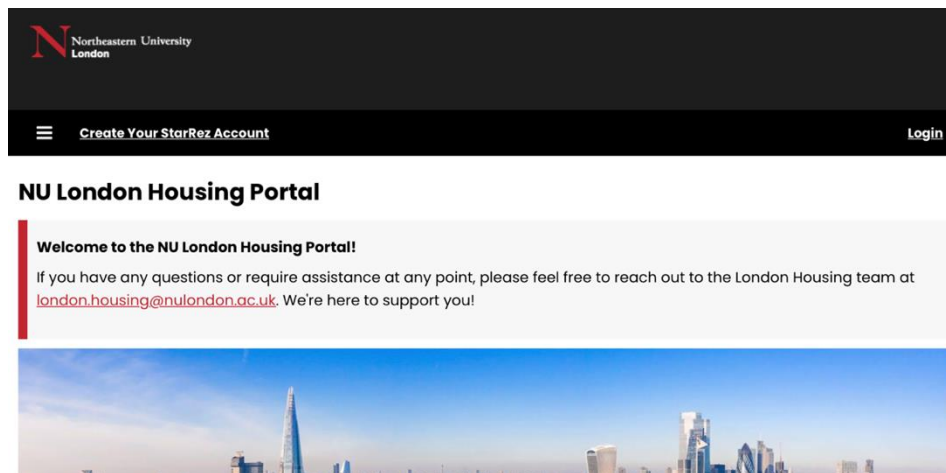 Northeastern University
London
Create Your StarRez Account
Login
NU London Housing Portal
Welcome to the NU London Housing Portal!
If you have any questions or require assistance at any point, please feel free to reach out to the London Housing team at
london.housing@nulondon.ac.uk. We're here to support you!